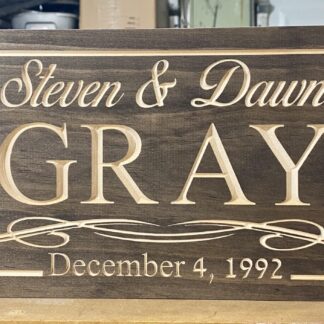 Steven & Dawn
GRAY
December 4, 1992